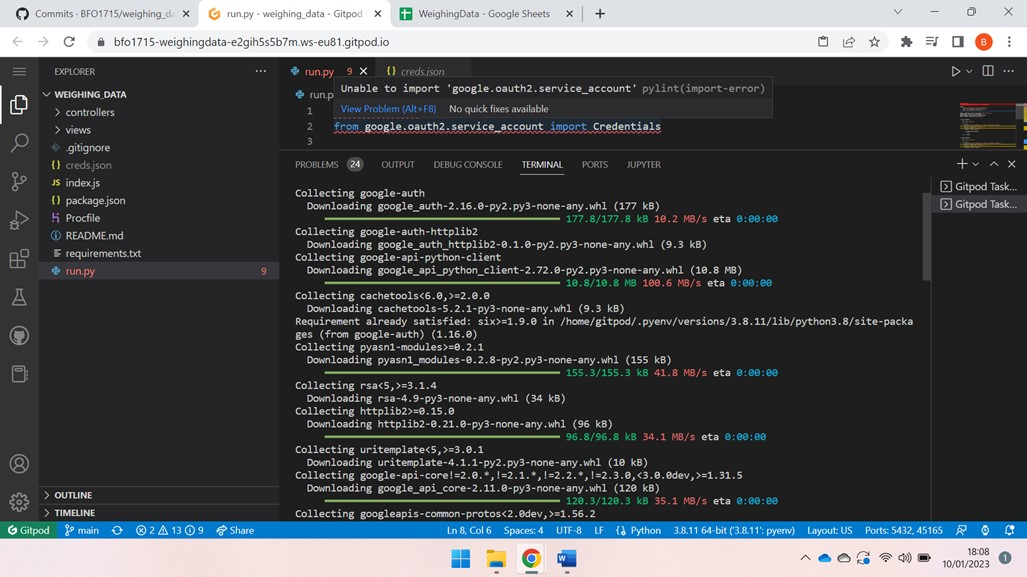 Commits · BFO1715/weighing_da
run.py - weighing_data - Gitpod
WeighingData - Google Sheets
bfo1715-weighingdata-e2gih5s5b7m.ws-eu81.gitpod.io
B
EXPLORER
run.py 9
{} creds.json
WEIGHING_DATA
controllers
views
.gitignore
{} creds.json
JS index.js
{} package.json
Procfile
README.md
requirements.txt
run.py 9
OUTLINE
TIMELINE
Unable to import 'google.oauth2.service_account' pylint(import-error)
View Problem (Alt+F8) No quick fixes available
run.p
1
2 from google.oauth2.service_account import Credentials
3
PROBLEMS 24 OUTPUT DEBUG CONSOLE TERMINAL PORTS JUPYTER
Gitpod Task...
Gitpod Task...
Collecting google-auth
Downloading google_auth-2.16.0-py2.py3-none-any.whl (177 kB)
177.8/177.8 kB 10.2 MB/s eta 0:00:00
Collecting google-auth-httplib2
Downloading google_auth_httplib2-0.1.0-py2.py3-none-any.whl (9.3 kB)
Collecting google-api-python-client
Downloading google_api_python_client-2.72.0-py2.py3-none-any.whl (10.8 MB)
10.8/10.8 MB 100.6 MB/s eta 0:00:00
Collecting cachetools<6.0,>=2.0.0
Downloading cachetools-5.2.1-py3-none-any.whl (9.3 kB)
Requirement already satisfied: six>=1.9.0 in /home/gitpod/.pyenv/versions/3.8.11/lib/python3.8/site-packa
ges (from google-auth) (1.16.0)
Collecting pyasn1-modules>=0.2.1
Downloading pyasn1_modules-0.2.8-py2.py3-none-any.whl (155 kB)
155.3/155.3 kB 41.8 MB/s eta 0:00:00
Collecting rsa<5,>=3.1.4
Downloading rsa-4.9-py3-none-any.whl (34 kB)
Collecting httplib2>=0.15.0
Downloading httplib2-0.21.0-py3-none-any.whl (96 kB)
96.8/96.8 kB 34.1 MB/s eta 0:00:00
Collecting uritemplate<5,>=3.0.1
Downloading uritemplate-4.1.1-py2.py3-none-any.whl (10 kB)
Collecting google-api-core!=2.0.*,!=2.1.*,!=2.2.*,!=2.3.0,<3.0.0dev,>=1.31.5
Downloading google_api_core-2.11.0-py3-none-any.whl (120 kB)
120.3/120.3 kB 35.1 MB/s eta 0:00:00
Collecting googleapis-common-protos<2.0dev,>=1.56.2
Gitpod main 2 13 9 Share Ln 8, Col 6 Spaces: 4 UTF-8 LF Python 3.8.11 64-bit ('3.8.11': pyenv) Layout: US Ports: 5432, 45165
18:08
10/01/2023
1